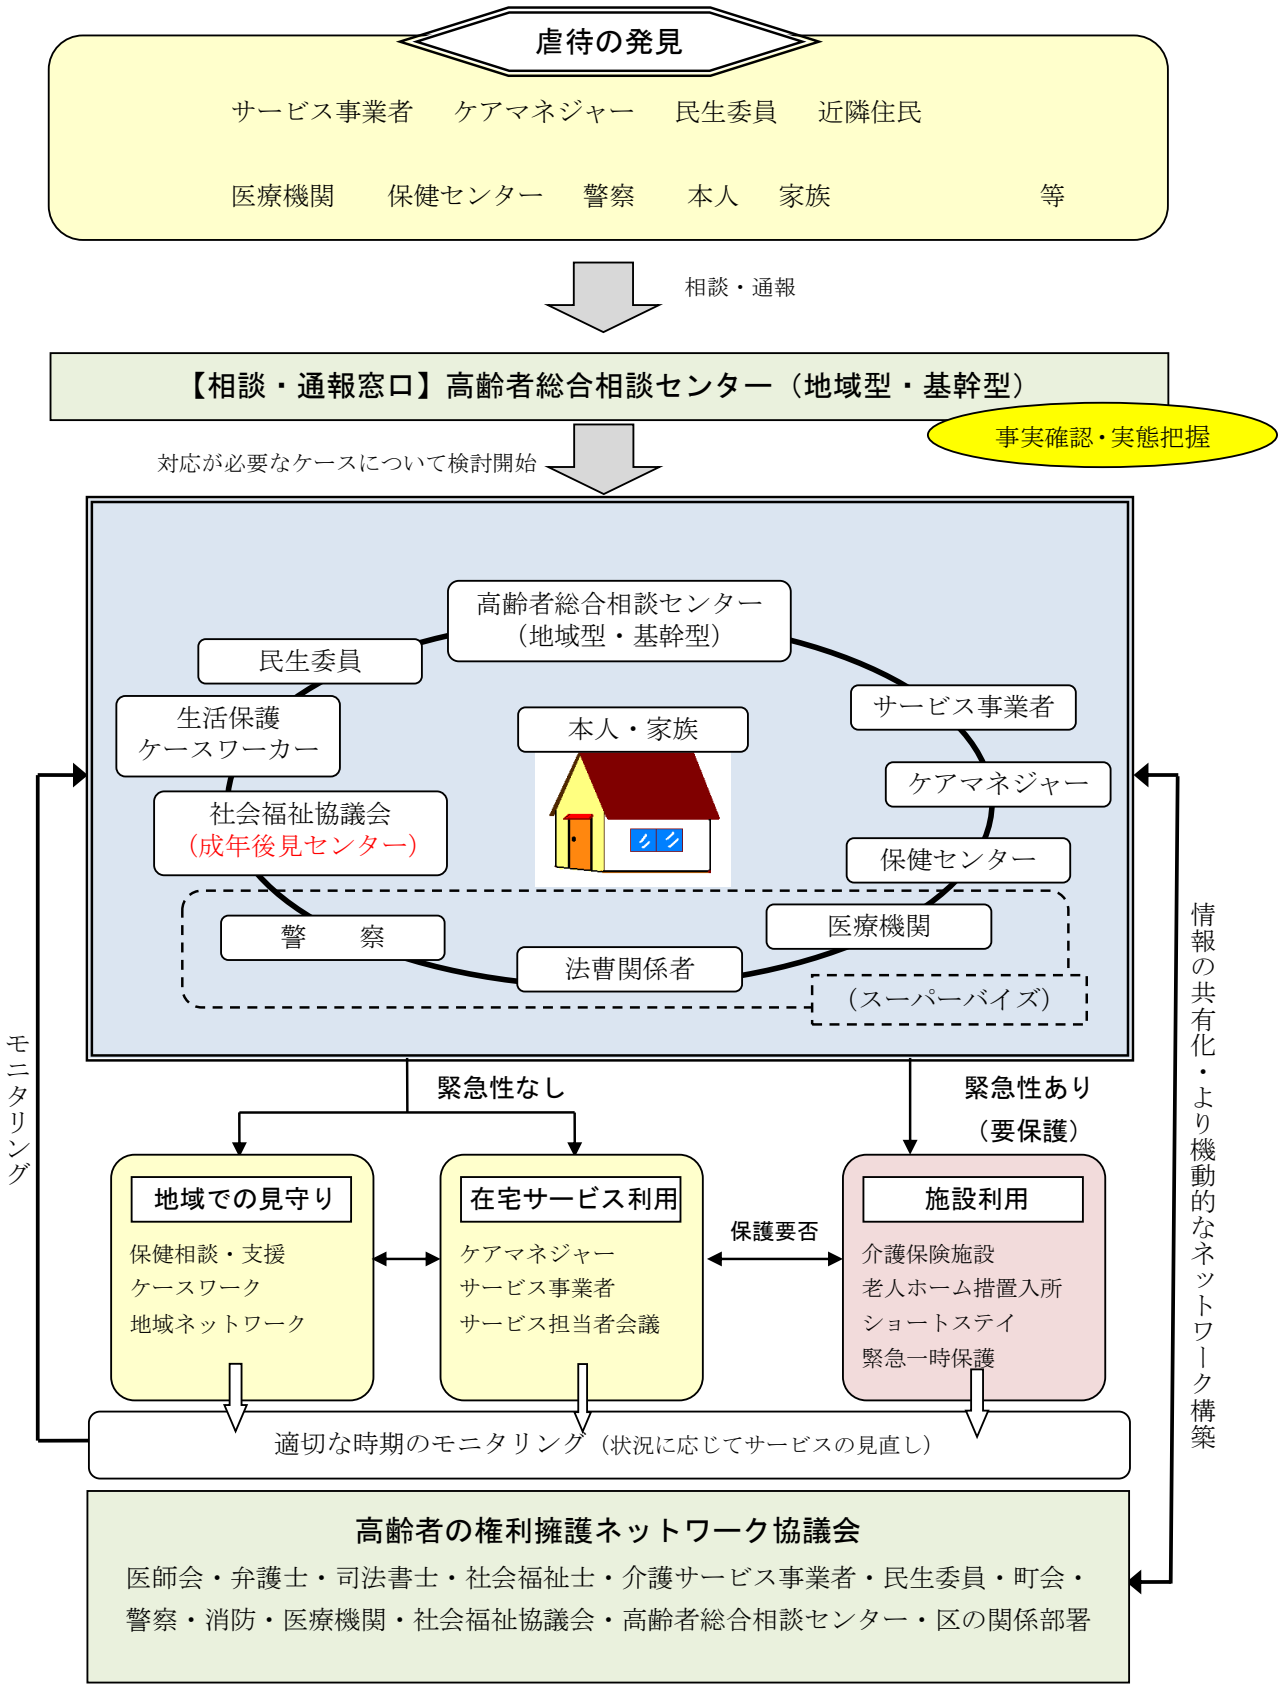 虐待の発見
サービス事業者 ケアマネジャー 民生委員 近隣住民
医療機関 保健センター 警察 本人 家族 等
相談・通報
【相談・通報窓口】高齢者総合相談センター（地域型・基幹型）
事実確認・実態把握
対応が必要なケースについて検討開始
高齢者総合相談センター
（地域型・基幹型）
民生委員
生活保護
ケースワーカー
社会福祉協議会
（成年後見センター）
本人・家族
サービス事業者
ケアマネジャー
保健センター
医療機関
警 察
法曹関係者
（スーパーバイズ）
モニタリング
情報の共有化・より機動的なネットワーク構築
緊急性なし
緊急性あり
（要保護）
地域での見守り
保健相談・支援
ケースワーク
地域ネットワーク
在宅サービス利用
ケアマネジャー
サービス事業者
サービス担当者会議
保護要否
施設利用
介護保険施設
老人ホーム措置入所
ショートステイ
緊急一時保護
適切な時期のモニタリング（状況に応じてサービスの見直し）
高齢者の権利擁護ネットワーク協議会
医師会・弁護士・司法書士・社会福祉士・介護サービス事業者・民生委員・町会・
警察・消防・医療機関・社会福祉協議会・高齢者総合相談センター・区の関係部署